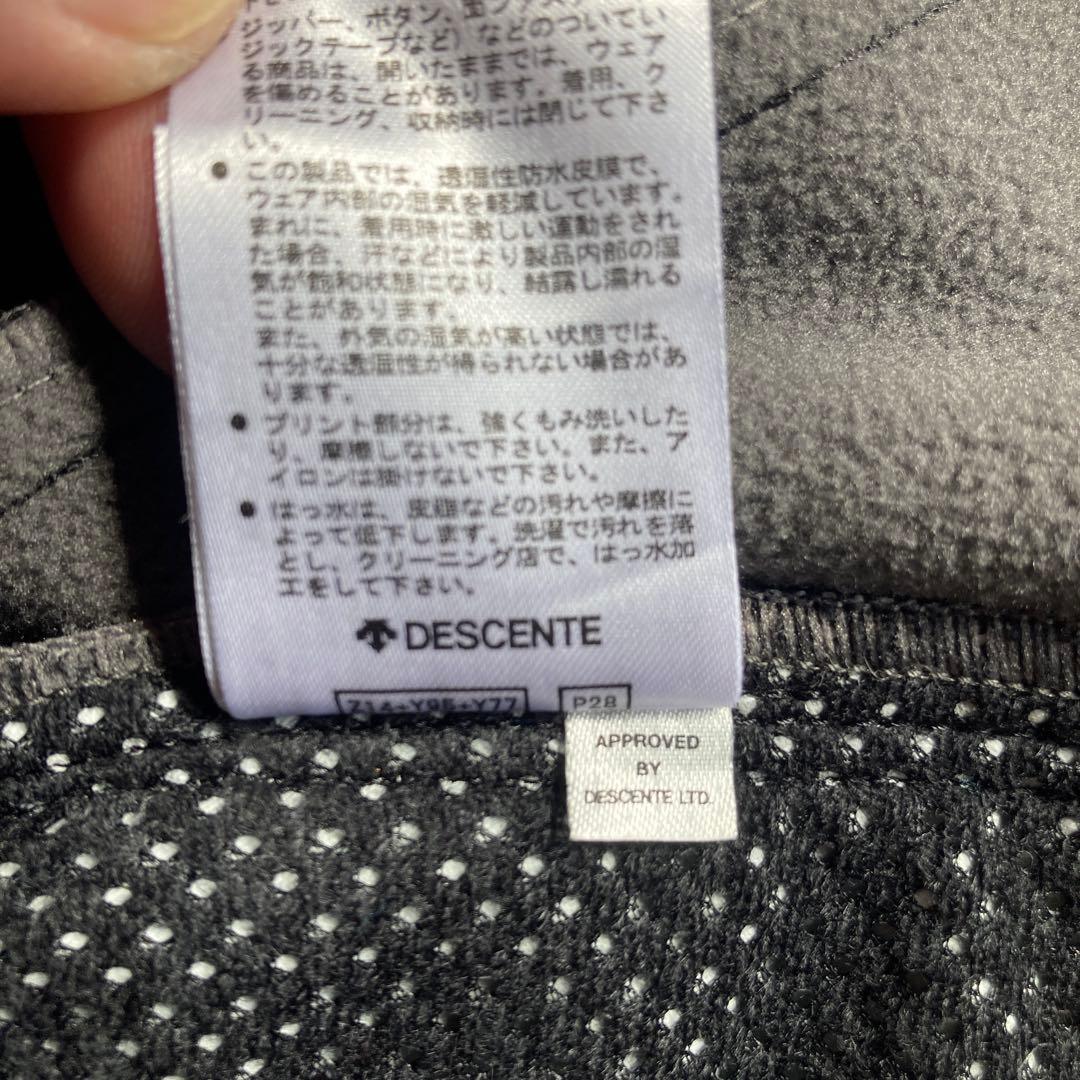 ジッパー、ボタン、
ジックテープなど)などのついてい
る商品は、開いたままでは、ウェア
を傷めることがあります。着用、ク
リーニング、収納時には閉じて下さ
い。
● この製品では、透湿性防水皮膜で、
ウェア内部の湿気を軽減しています。
まれに、着用時に激しい運動をされ
た場合、汗などにより製品内部の湿
気が飽和状態になり、結露し濡れる
ことがあります。
また、外気の湿気が高い状態では、
十分な透湿性が得られない場合があ
ります。
● プリント部分は、強くもみ洗いした
り、摩擦しないで下さい。また、ア
イロンは掛けないで下さい。
● はっ水は、皮脂などの汚れや摩擦に
よって低下します。洗濯で汚れを落
とし、クリーニング店で、はっ水加
工をして下さい。
DESCENTE
Z14+Y86+Y77 P28
APPROVED
BY
DESCENTE LTD.